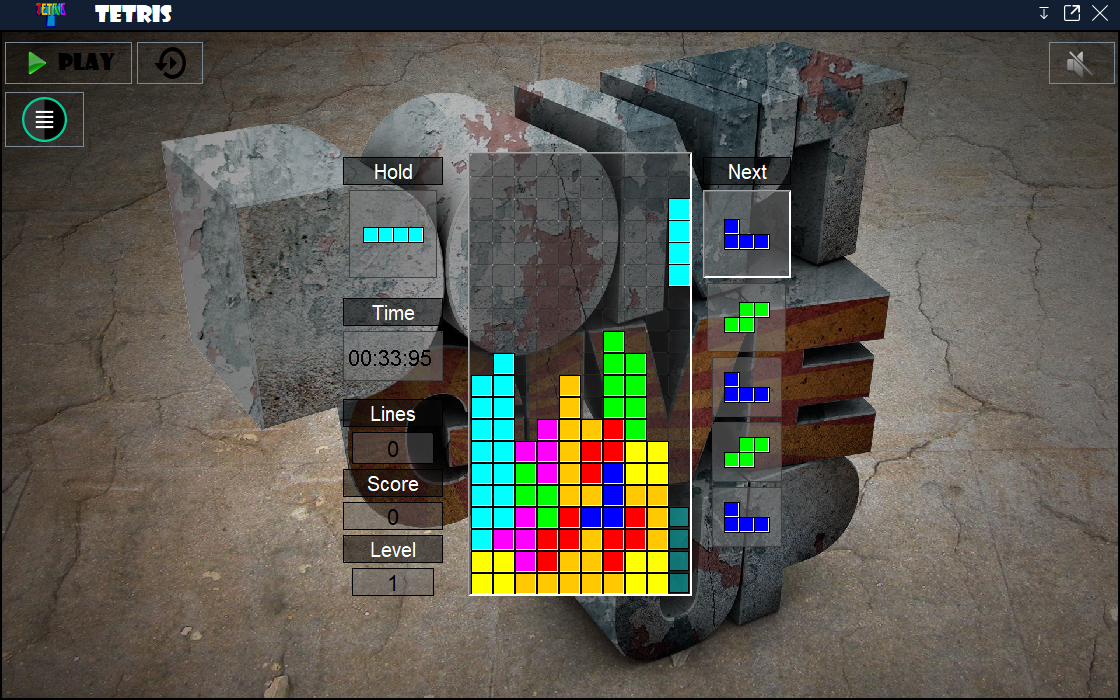 TETRIS TETRIS
PLAY
Hold
Next
Time
00:33:95
Lines
0
Score
0
Level
1